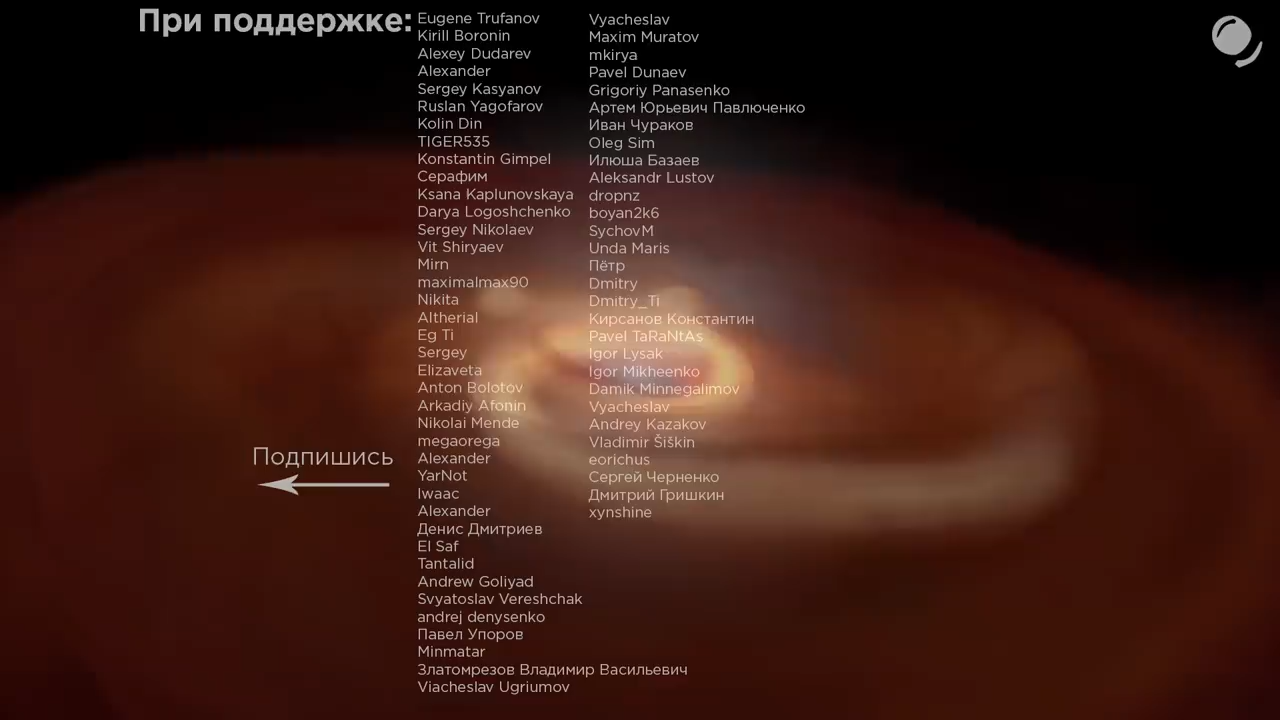 При поддержке:
Eugene Trufanov
Kirill Boronin
Alexey Dudarev
Alexander
Sergey Kasyanov
Ruslan Yagofarov
Kolin Din
TIGER535
Konstantin Gimpel
Серафим
Ksana Kaplunovskaya
Darya Logoshchenko
Sergey Nikolaev
Vit Shiryaev
Mirn
maximalmax90
Nikita
Altherial
Eg Ti
Sergey
Elizaveta
Anton Bolotov
Arkadiy Afonin
Nikolai Mende
megaorega
Alexander
YarNot
Iwaac
Alexander
Денис Дмитриев
El Saf
Tantalid
Andrew Goliyad
Svyatoslav Vereshchak
andrej denysenko
Павел Упоров
Minmatar
Златомрезов Владимир Васильевич
Viacheslav Ugriumov
Vyacheslav
Maxim Muratov
mkirya
Pavel Dunaev
Grigoriy Panasenko
Артем Юрьевич Павлюченко
Иван Чураков
Oleg Sim
Илюша Базаев
Aleksandr Lustov
dropnz
boyan2k6
SychovM
Unda Maris
Пётр
Dmitry
Dmitry_Ti
Кирсанов Константин
Pavel TaRaNtAs
Igor Lysak
Igor Mikheenko
Damik Minnegalimov
Vyacheslav
Andrey Kazakov
Vladimir Šiškin
eorichus
Сергей Черненко
Дмитрий Гришкин
xynshine
Подпишись